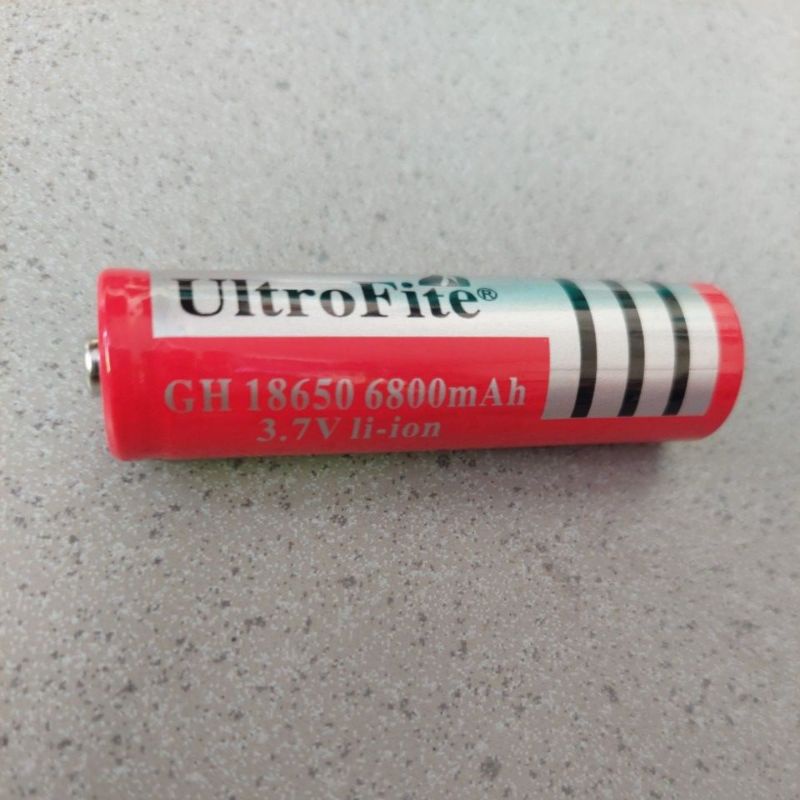 UltroFite®
GH 18650 6800mAh
3.7V li-ion